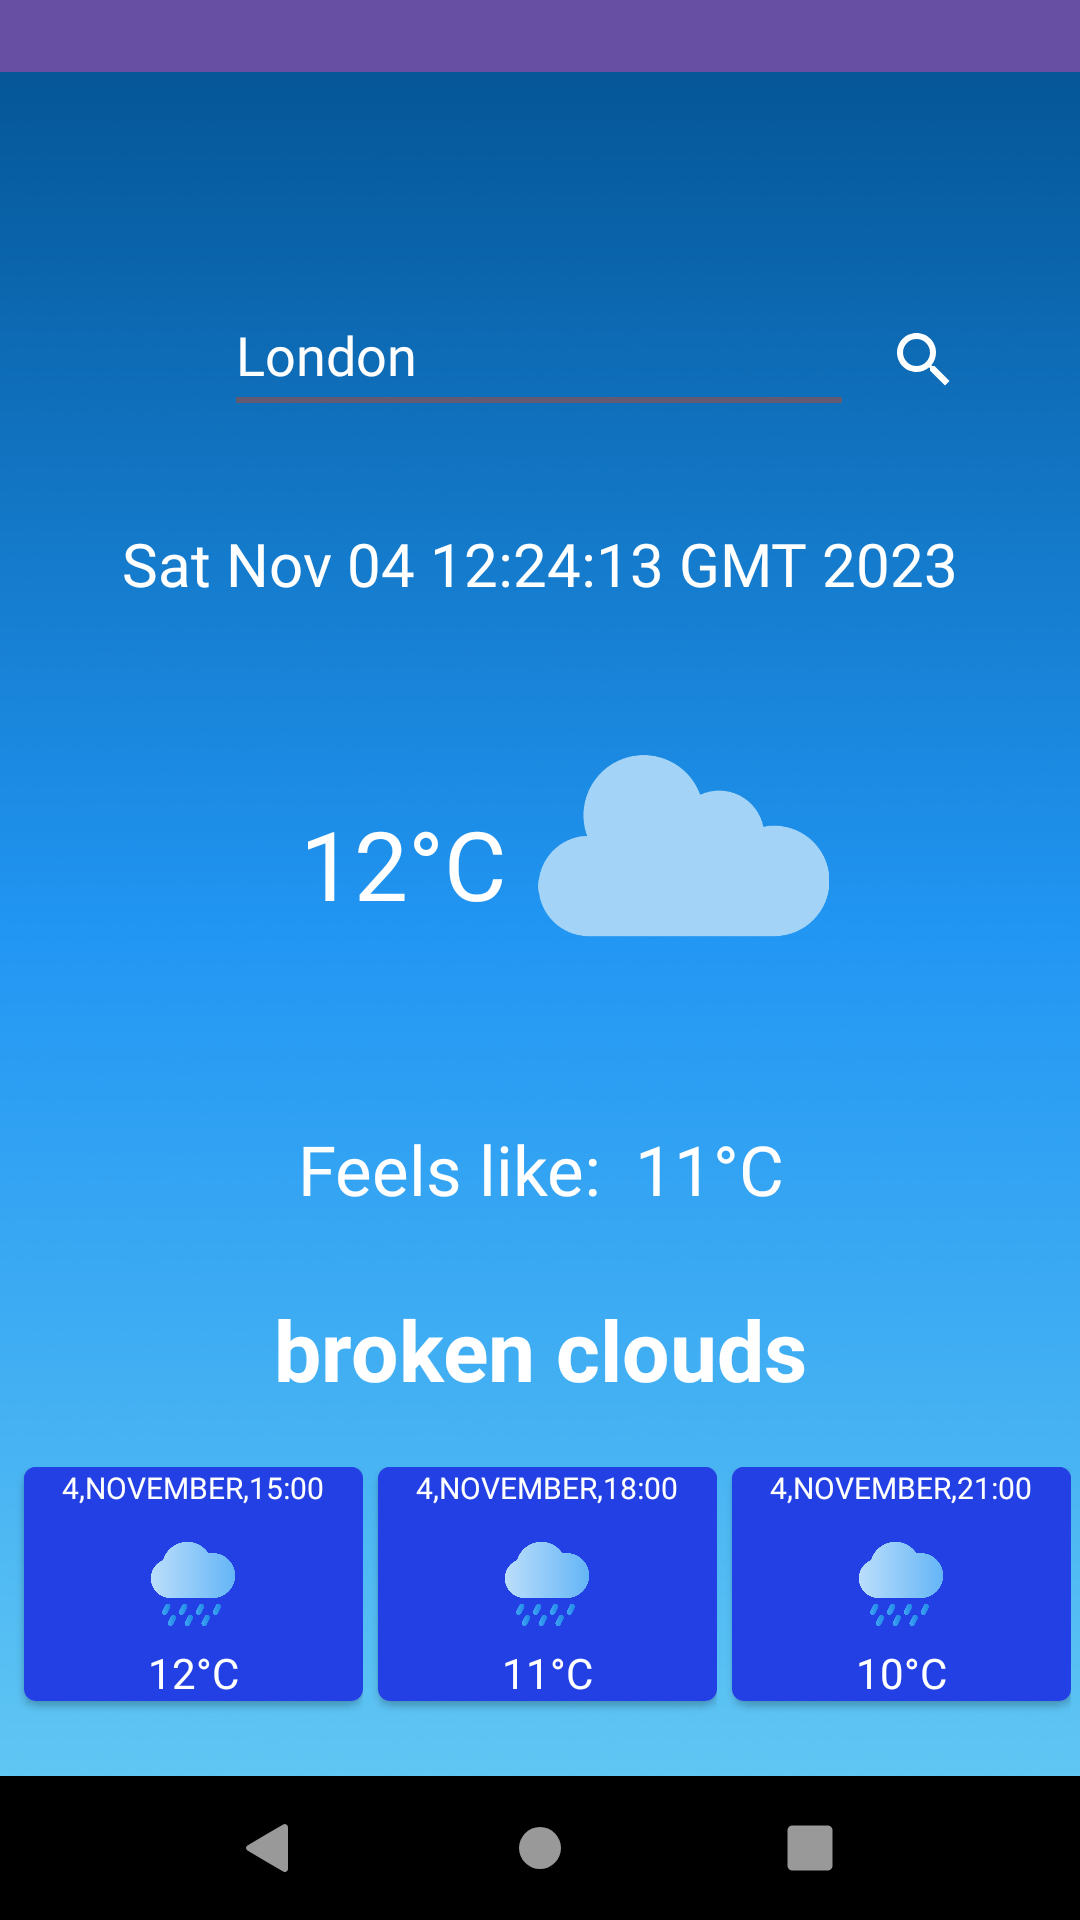 London
Sat Nov 04 12:24:13 GMT 2023
12°C
Feels like: 11°C
broken clouds
4,NOVEMBER,15:00
12°C
4,NOVEMBER,18:00
11°C
4,NOVEMBER,21:00
10°C